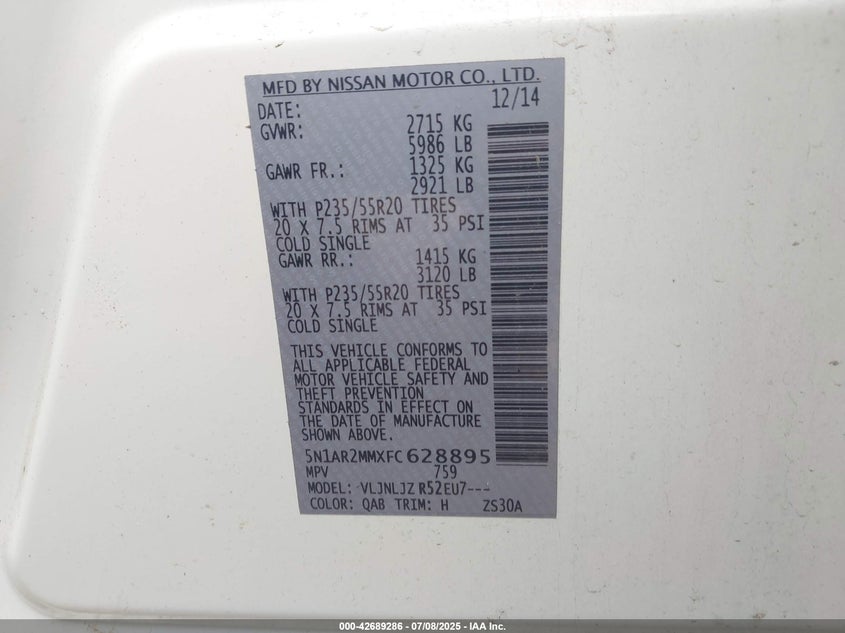 MFD BY NISSAN MOTOR CO., LTD.
DATE: 12/14
GVWR: 2715 KG
5986 LB
GAWR FR.: 1325 KG
2921 LB
WITH P235/55R20 TIRES
20 X 7.5 RIMS AT 35 PSI
COLD SINGLE
GAWR RR.: 1415 KG
3120 LB
WITH P235/55R20 TIRES
20 X 7.5 RIMS AT 35 PSI
COLD SINGLE
THIS VEHICLE CONFORMS TO
ALL APPLICABLE FEDERAL
MOTOR VEHICLE SAFETY AND
THEFT PREVENTION
STANDARDS IN EFFECT ON
THE DATE OF MANUFACTURE
SHOWN ABOVE.
5N1AR2MMXFC628895
MPV 759
MODEL: VLJNLJZ R52EU7---
COLOR: QAB TRIM: H ZS30A
000-42689286 - 07/08/2025 - IAA Inc.